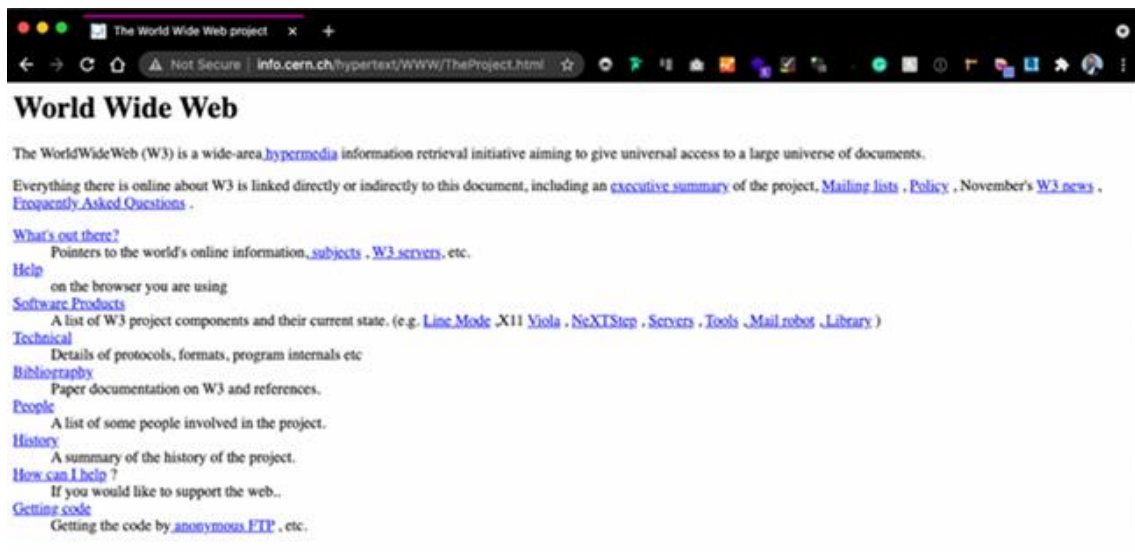 The World Wide Web project
Not Secure | info.cern.ch/hypertext/WWW/TheProject.html
World Wide Web
The WorldWideWeb (W3) is a wide-area hypermedia information retrieval initiative aiming to give universal access to a large universe of documents.
Everything there is online about W3 is linked directly or indirectly to this document, including an executive summary of the project, Mailing lists , Policy , November's W3 news ,
Frequently Asked Questions .
What's out there?
Pointers to the world's online information, subjects , W3 servers, etc.
Help
on the browser you are using
Software Products
A list of W3 project components and their current state. (e.g. Line Mode ,X11 Viola , NeXTStep , Servers , Tools , Mail robot , Library )
Technical
Details of protocols, formats, program internals etc
Bibliography
Paper documentation on W3 and references.
People
A list of some people involved in the project.
History
A summary of the history of the project.
How can I help ?
If you would like to support the web..
Getting code
Getting the code by anonymous FTP , etc.